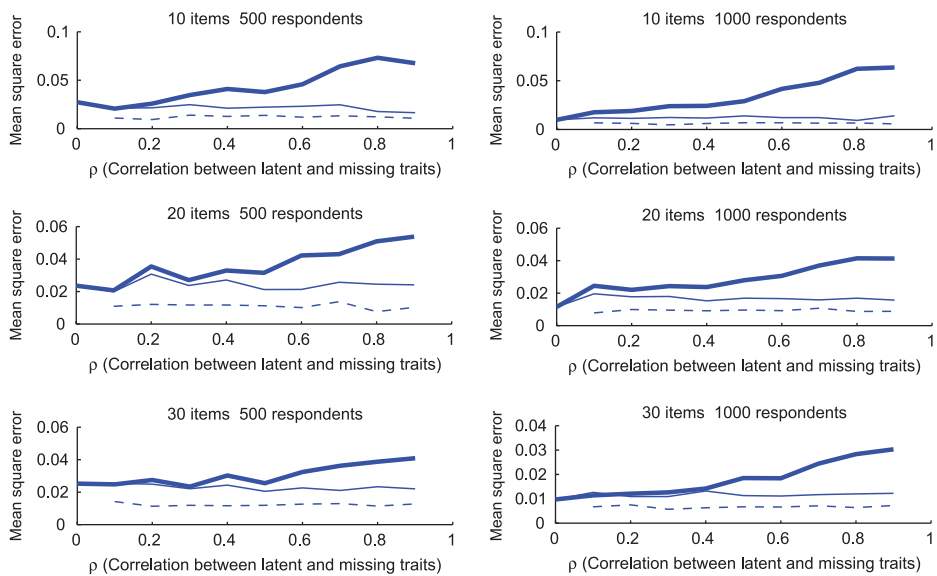 10 items 500 respondents
Mean square error
0.1
0.05
0
0 0.2 0.4 0.6 0.8 1
ρ (Correlation between latent and missing traits)
10 items 1000 respondents
Mean square error
0.1
0.05
0
0 0.2 0.4 0.6 0.8 1
ρ (Correlation between latent and missing traits)
20 items 500 respondents
Mean square error
0.06
0.04
0.02
0
0 0.2 0.4 0.6 0.8 1
ρ (Correlation between latent and missing traits)
20 items 1000 respondents
Mean square error
0.06
0.04
0.02
0
0 0.2 0.4 0.6 0.8 1
ρ (Correlation between latent and missing traits)
30 items 500 respondents
Mean square error
0.06
0.04
0.02
0
0 0.2 0.4 0.6 0.8 1
ρ (Correlation between latent and missing traits)
30 items 1000 respondents
Mean square error
0.04
0.03
0.02
0.01
0
0 0.2 0.4 0.6 0.8 1
ρ (Correlation between latent and missing traits)